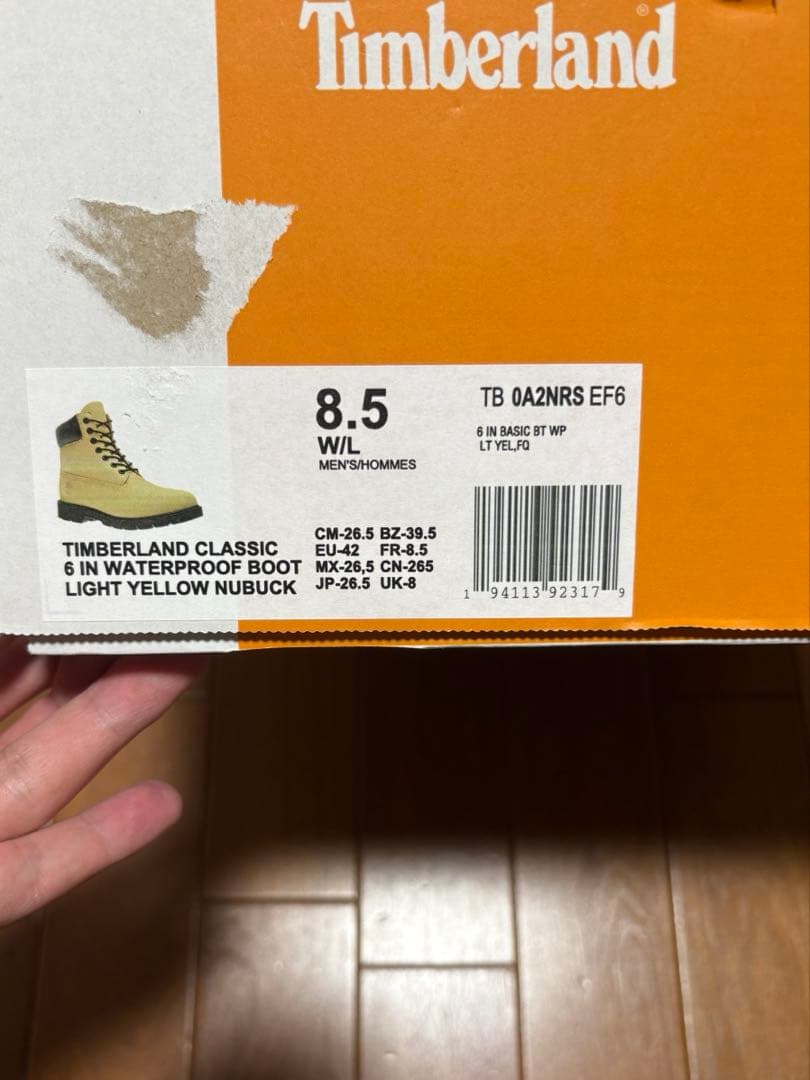 Timberland®
8.5
W/L
MEN'S/HOMMES
TB 0A2NRS EF6
6 IN BASIC BT WP
LT YEL,FQ
TIMBERLAND CLASSIC
6 IN WATERPROOF BOOT
LIGHT YELLOW NUBUCK
CM-26.5 BZ-39.5
EU-42 FR-8.5
MX-26,5 CN-265
JP-26.5 UK-8
1 94113 92317 9